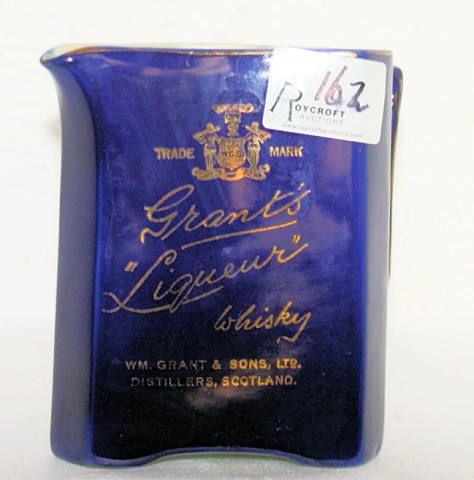 162
ROYCROFT
AUCTIONS
TRADE MARK
Grant's
"Liqueur"
Whisky
WM. GRANT & SONS, LTD.
DISTILLERS, SCOTLAND.